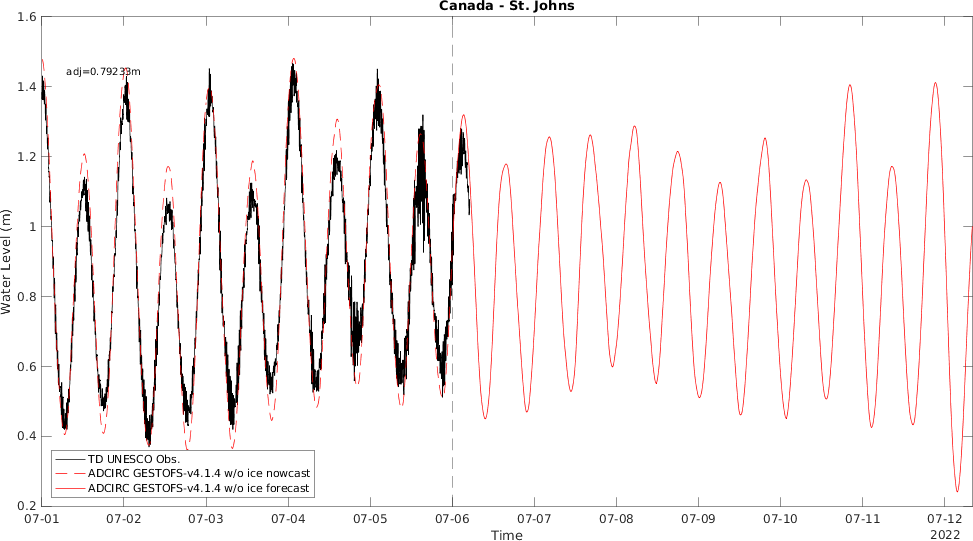 Canada - St. Johns
1.6
1.4
1.2
1
0.8
0.6
0.4
0.2
Water Level (m)
adj=0.79233m
TD UNESCO Obs.
ADCIRC GESTOFS-v4.1.4 w/o ice nowcast
ADCIRC GESTOFS-v4.1.4 w/o ice forecast
07-01 07-02 07-03 07-04 07-05 07-06 07-07 07-08 07-09 07-10 07-11 07-12
2022
Time